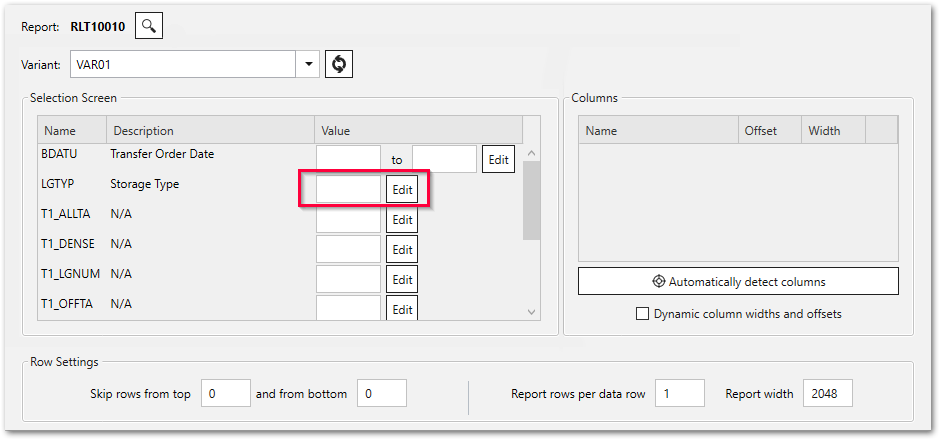 Report: RLT10010
Variant: VAR01
Selection Screen
Name Description Value
BDATU Transfer Order Date to Edit
LGTYP Storage Type Edit
T1_ALLTA N/A Edit
T1_DENSE N/A Edit
T1_LGNUM N/A Edit
T1_OFFTA N/A Edit
Columns
Name Offset Width
Automatically detect columns
Dynamic column widths and offsets
Row Settings
Skip rows from top 0 and from bottom 0 Report rows per data row 1 Report width 2048